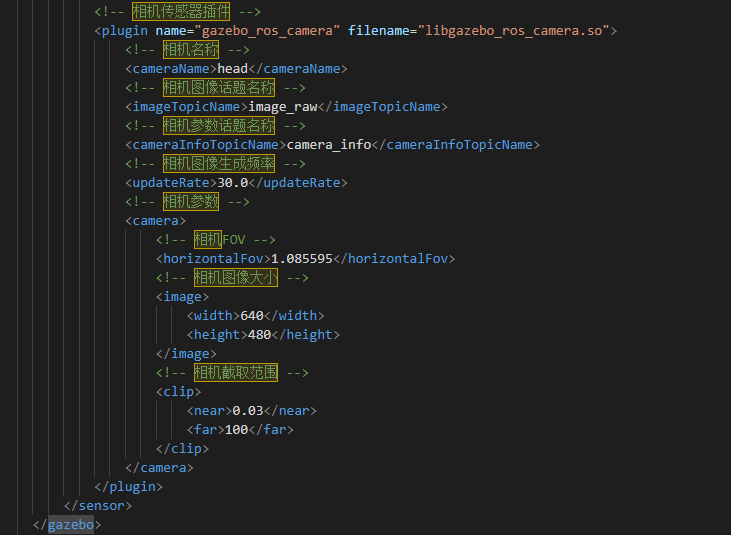 <!-- 相机传感器插件 -->
<plugin name="gazebo_ros_camera" filename="libgazebo_ros_camera.so">
<!-- 相机名称 -->
<cameraName>head</cameraName>
<!-- 相机图像话题名称 -->
<imageTopicName>image_raw</imageTopicName>
<!-- 相机参数话题名称 -->
<cameraInfoTopicName>camera_info</cameraInfoTopicName>
<!-- 相机图像生成频率 -->
<updateRate>30.0</updateRate>
<!-- 相机参数 -->
<camera>
<!-- 相机FOV -->
<horizontalFov>1.085595</horizontalFov>
<!-- 相机图像大小 -->
<image>
<width>640</width>
<height>480</height>
</image>
<!-- 相机截取范围 -->
<clip>
<near>0.03</near>
<far>100</far>
</clip>
</camera>
</plugin>
</sensor>
</gazebo>